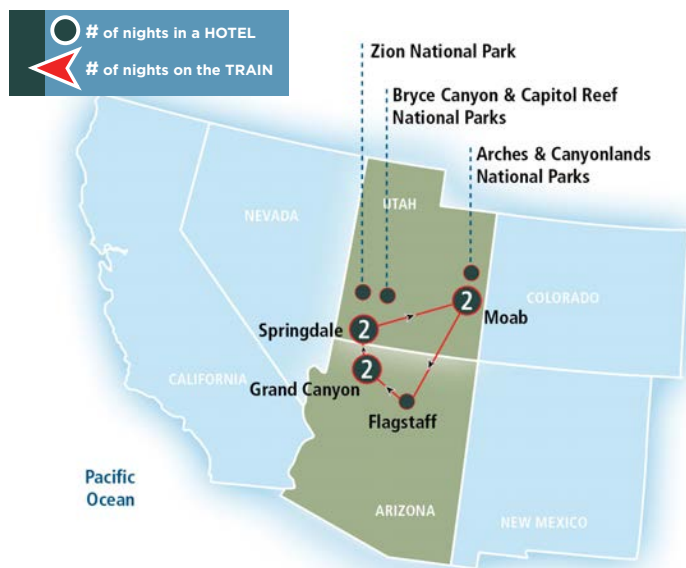 # of nights in a HOTEL
# of nights on the TRAIN
Zion National Park
Bryce Canyon & Capitol Reef
National Parks
Arches & Canyonlands
National Parks
UTAH
NEVADA
COLORADO
2
Moab
Springdale
2
2
Grand Canyon
CALIFORNIA
Flagstaff
Pacific
Ocean
ARIZONA
NEW MEXICO